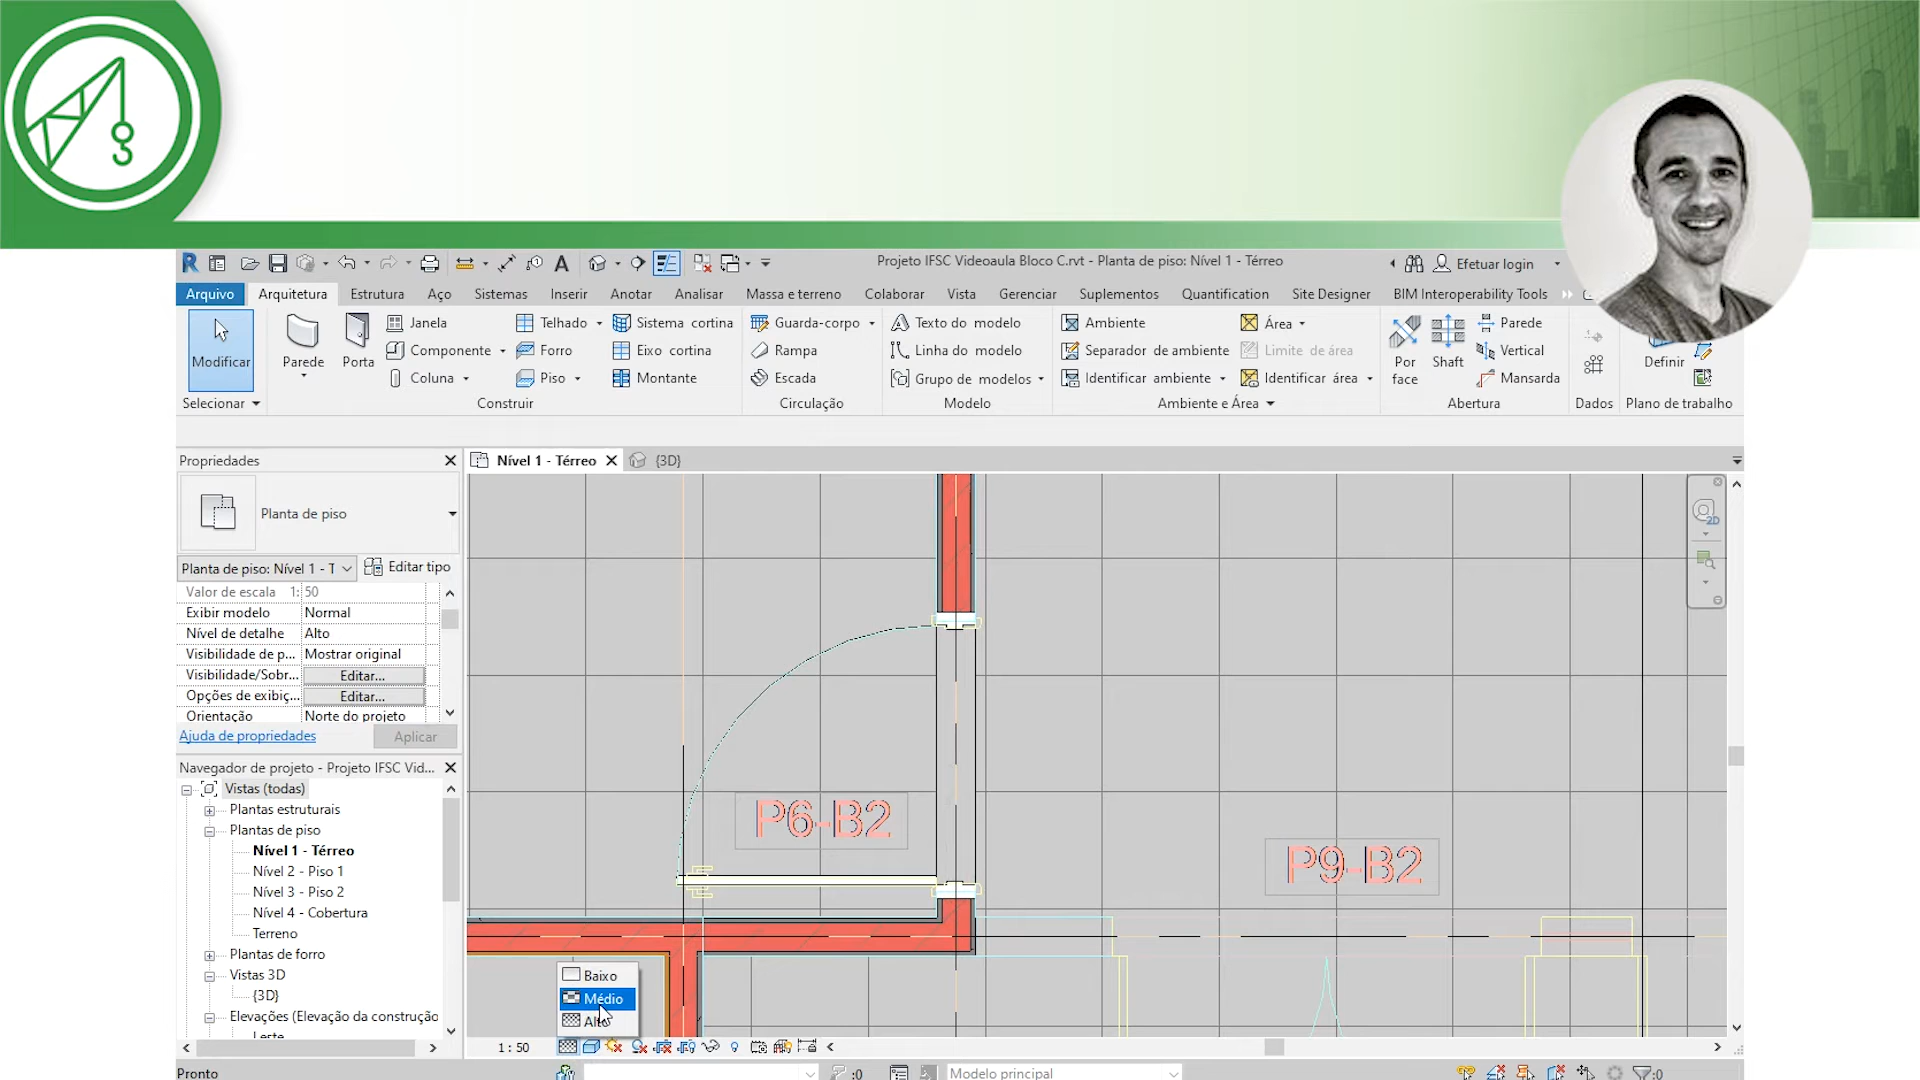 Projeto IFSC Videoaula Bloco C.rvt - Planta de piso: Nível 1 - Térreo
Efetuar login
Arquivo Arquitetura Estrutura Aço Sistemas Inserir Anotar Analisar Massa e terreno Colaborar Vista Gerenciar Suplementos Quantification Site Designer BIM Interoperability Tools
Modificar
Parede
Porta
Janela
Componente
Coluna
Telhado
Forro
Piso
Sistema cortina
Eixo cortina
Montante
Guarda-corpo
Rampa
Escada
Texto do modelo
Linha do modelo
Grupo de modelos
Ambiente
Separador de ambiente
Identificar ambiente
Área
Limite de área
Identificar área
Por face
Shaft
Parede
Vertical
Mansarda
Definir
Selecionar
Construir
Circulação
Modelo
Ambiente e Área
Abertura
Dados
Plano de trabalho
Propriedades
Nível 1 - Térreo
{3D}
Planta de piso
Planta de piso: Nível 1 - T
Editar tipo
Valor de escala 1: 50
Exibir modelo Normal
Nível de detalhe Alto
Visibilidade de p... Mostrar original
Visibilidade/Sobr... Editar...
Opções de exibiç... Editar...
Orientação Norte do projeto
Ajuda de propriedades
Aplicar
Navegador de projeto - Projeto IFSC Vid...
Vistas (todas)
Plantas estruturais
Plantas de piso
Nível 1 - Térreo
Nível 2 - Piso 1
Nível 3 - Piso 2
Nível 4 - Cobertura
Terreno
Plantas de forro
Vistas 3D
{3D}
Elevações (Elevação da construção
Leste
P6-B2
P9-B2
Baixo
Médio
Alto
1 : 50
2D
Pronto
:0
Modelo principal
:0